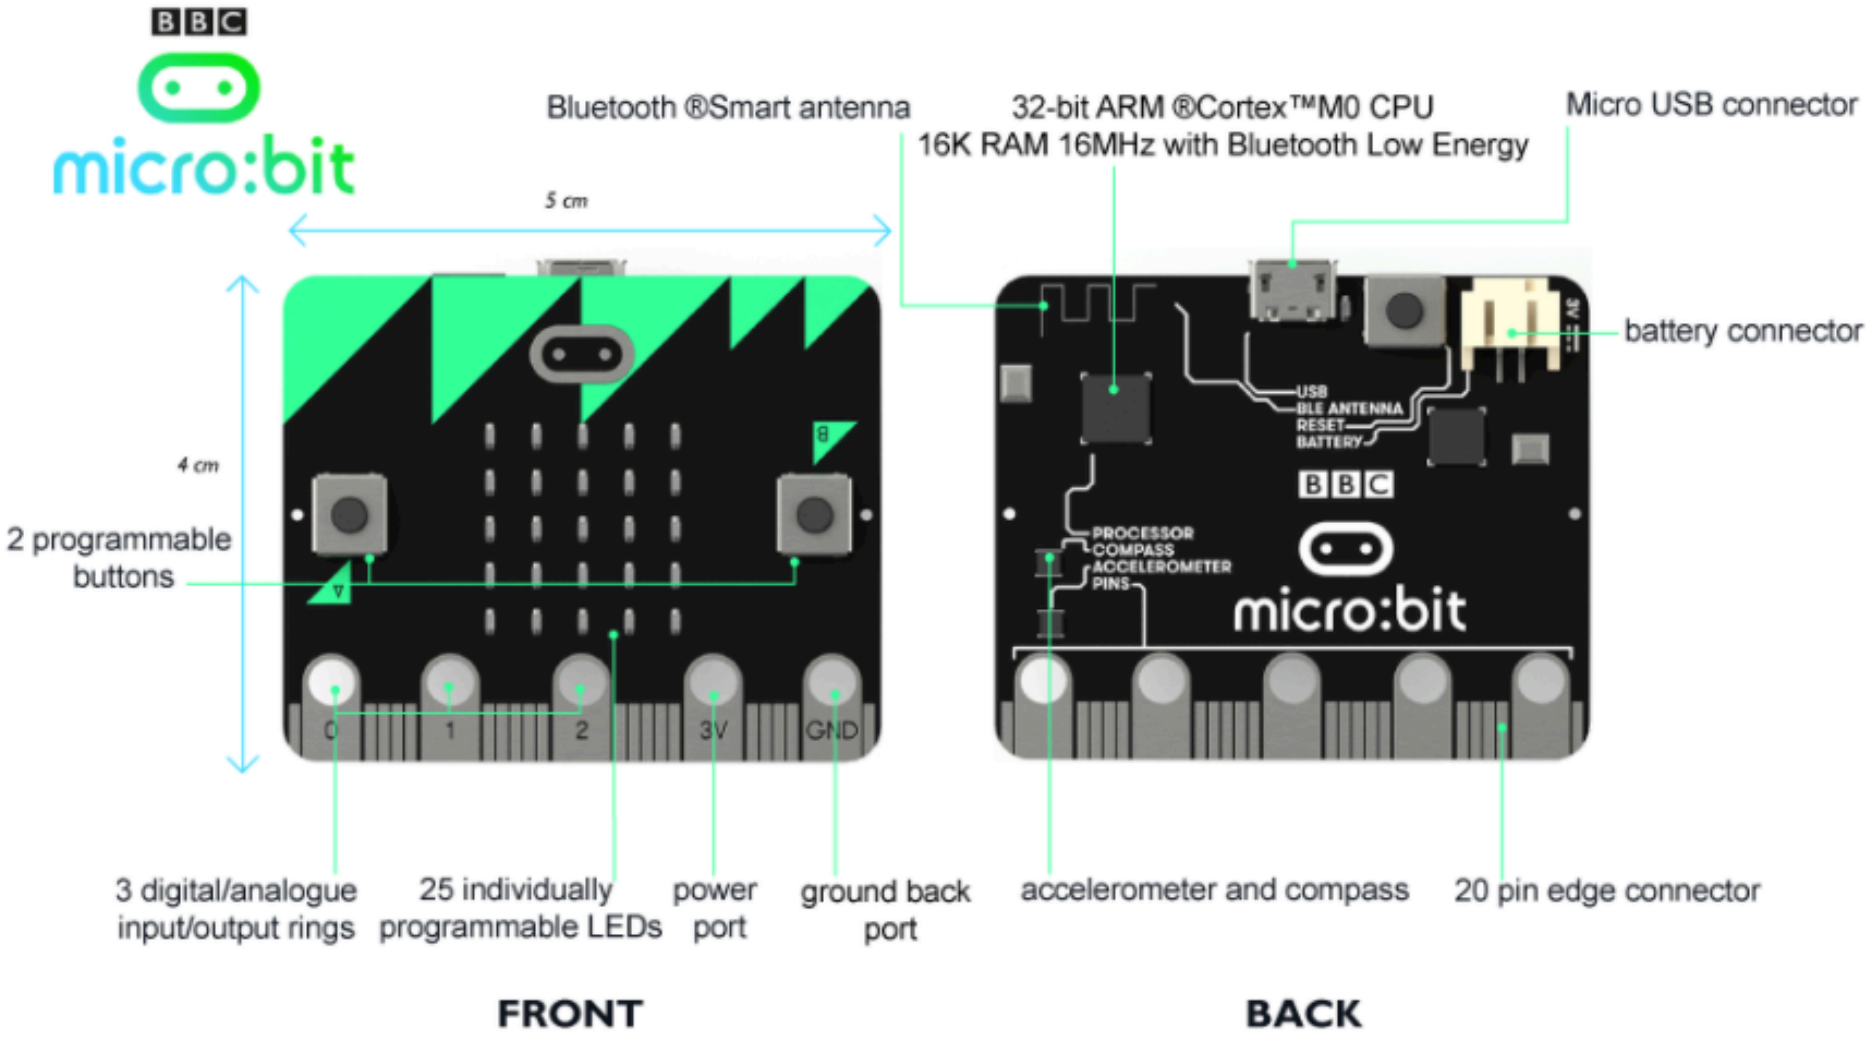 BBC
micro:bit
Bluetooth ®Smart antenna
32-bit ARM ®Cortex™M0 CPU
16K RAM 16MHz with Bluetooth Low Energy
Micro USB connector
5 cm
4 cm
battery connector
3V
B
USB
BLE ANTENNA
RESET
BATTERY
BBC
2 programmable
buttons
A
PROCESSOR
COMPASS
ACCELEROMETER
PINS
micro:bit
0
1
2
3V
GND
3 digital/analogue
input/output rings
25 individually
programmable LEDs
power
port
ground back
port
accelerometer and compass
20 pin edge connector
FRONT
BACK